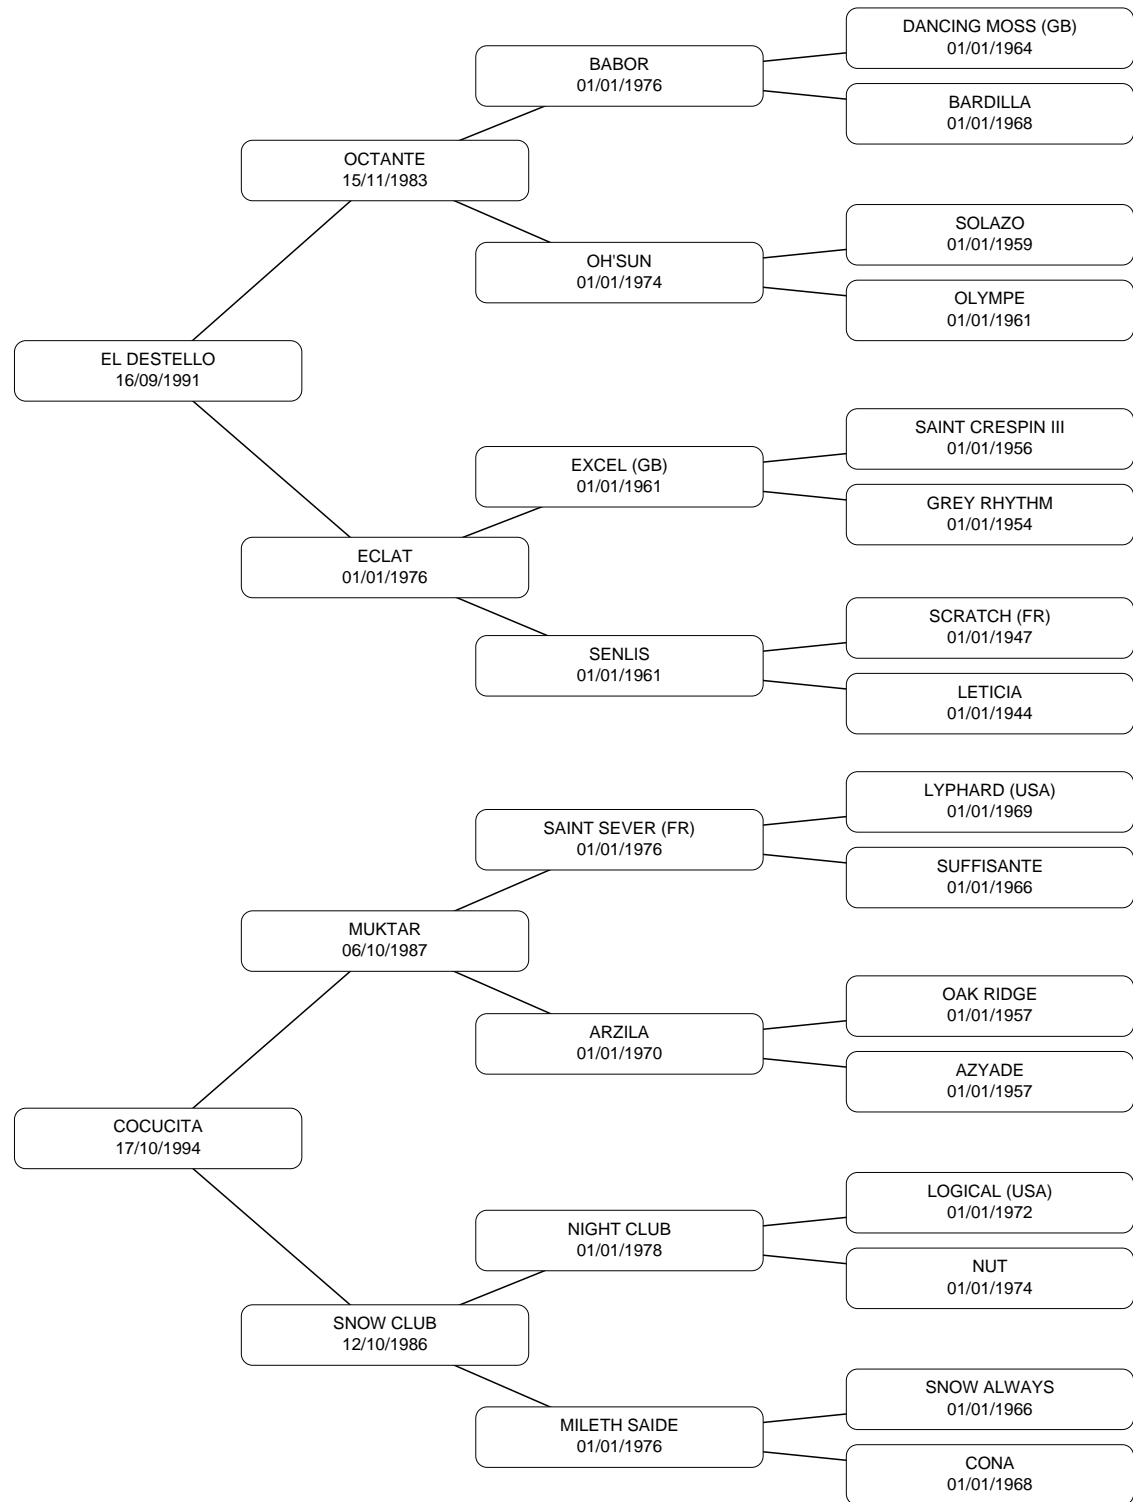 DANCING MOSS (GB)
01/01/1964
BABOR
01/01/1976
BARDILLA
01/01/1968
OCTANTE
15/11/1983
SOLAZO
01/01/1959
OH'SUN
01/01/1974
OLYMPE
01/01/1961
EL DESTELLO
16/09/1991
SAINT CRESPIN III
01/01/1956
EXCEL (GB)
01/01/1961
GREY RHYTHM
01/01/1954
ECLAT
01/01/1976
SCRATCH (FR)
01/01/1947
SENLIS
01/01/1961
LETICIA
01/01/1944
LYPHARD (USA)
01/01/1969
SAINT SEVER (FR)
01/01/1976
SUFFISANTE
01/01/1966
MUKTAR
06/10/1987
OAK RIDGE
01/01/1957
ARZILA
01/01/1970
AZYADE
01/01/1957
COCUCITA
17/10/1994
LOGICAL (USA)
01/01/1972
NIGHT CLUB
01/01/1978
NUT
01/01/1974
SNOW CLUB
12/10/1986
SNOW ALWAYS
01/01/1966
MILETH SAIDE
01/01/1976
CONA
01/01/1968